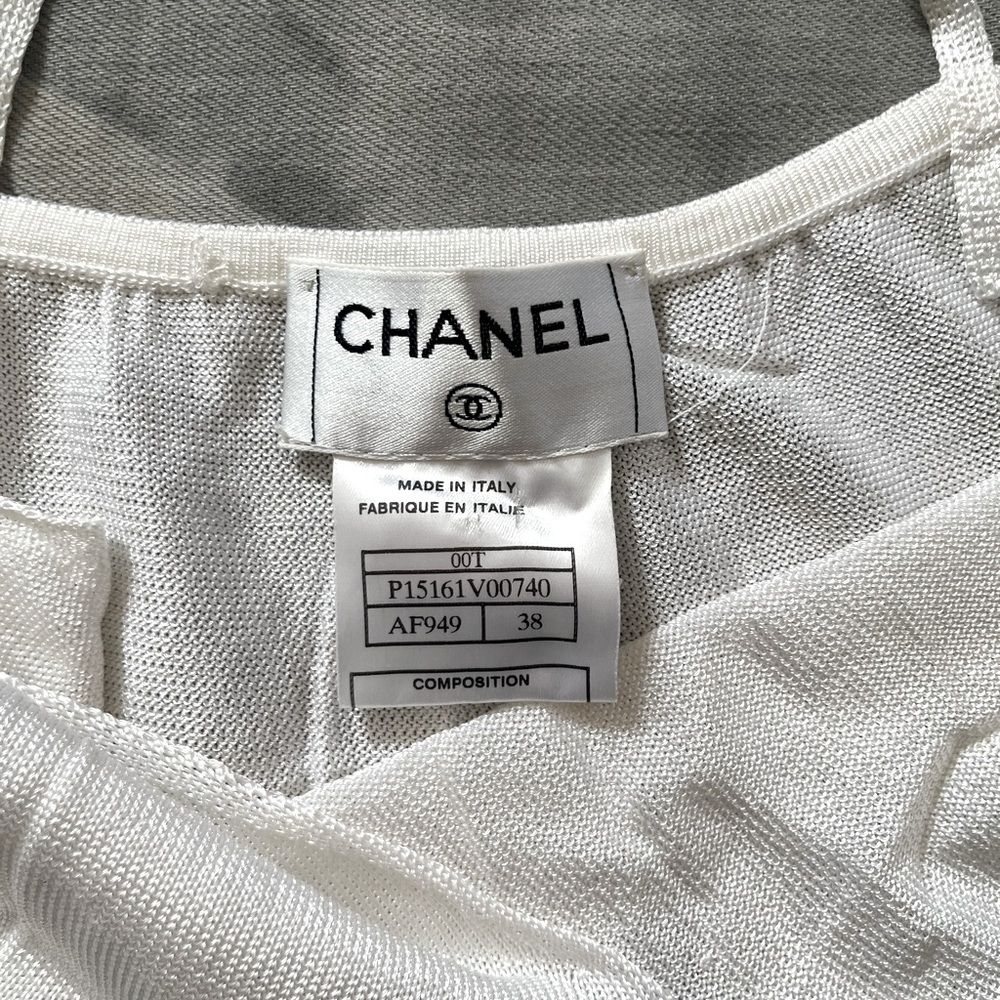 CHANEL
MADE IN ITALY
FABRIQUE EN ITALIE
00T
P15161V00740
AF949 38
COMPOSITION